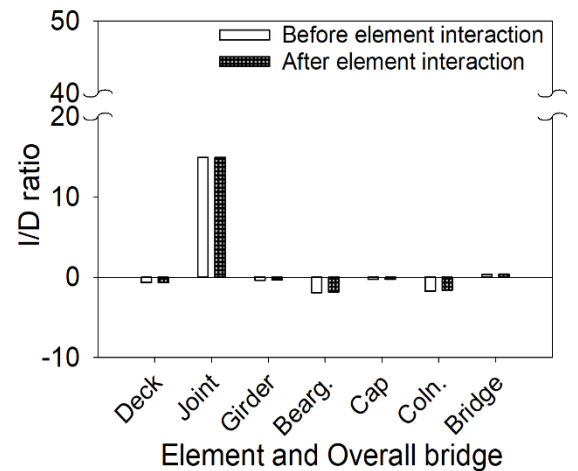 50
Before element interaction
After element interaction
40
20
10
0
-10
I/D ratio
Deck
Joint
Girder
Bearg.
Cap
Coln.
Bridge
Element and Overall bridge